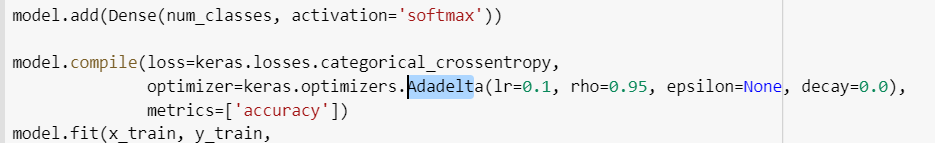 model.add(Dense(num_classes, activation='softmax'))
model.compile(loss=keras.losses.categorical_crossentropy,
optimizer=keras.optimizers.Adadelta(lr=0.1, rho=0.95, epsilon=None, decay=0.0),
metrics=['accuracy'])
model.fit(x_train, y_train,